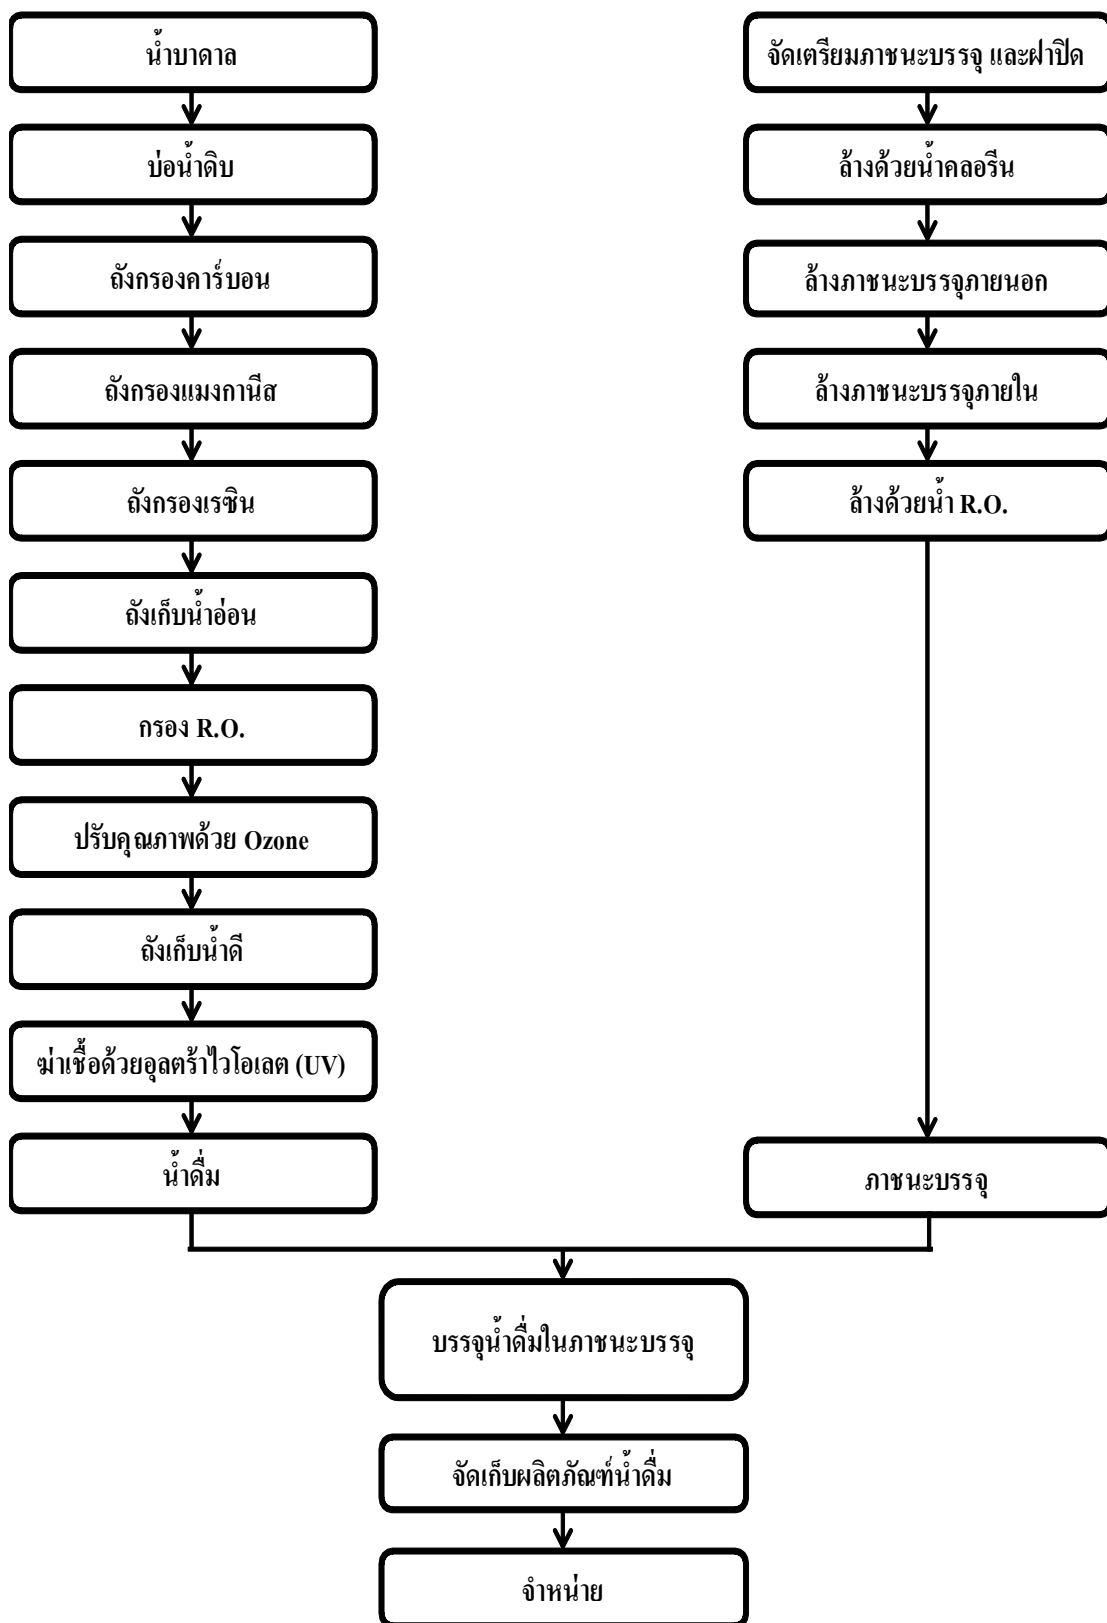 น้ำบาดาล
บ่อน้ำดิบ
ถังกรองคาร์บอน
ถังกรองแมงกานีส
ถังกรองเรซิน
ถังเก็บน้ำอ่อน
กรอง R.O.
ปรับคุณภาพด้วย Ozone
ถังเก็บน้ำดี
ฆ่าเชื้อด้วยอุลตร้าไวโอเลต (UV)
น้ำดื่ม
จัดเตรียมภาชนะบรรจุ และฝาปิด
ล้างด้วยน้ำคลอรีน
ล้างภาชนะบรรจุภายนอก
ล้างภาชนะบรรจุภายใน
ล้างด้วยน้ำ R.O.
ภาชนะบรรจุ
บรรจุน้ำดื่มในภาชนะบรรจุ
จัดเก็บผลิตภัณฑ์น้ำดื่ม
จำหน่าย